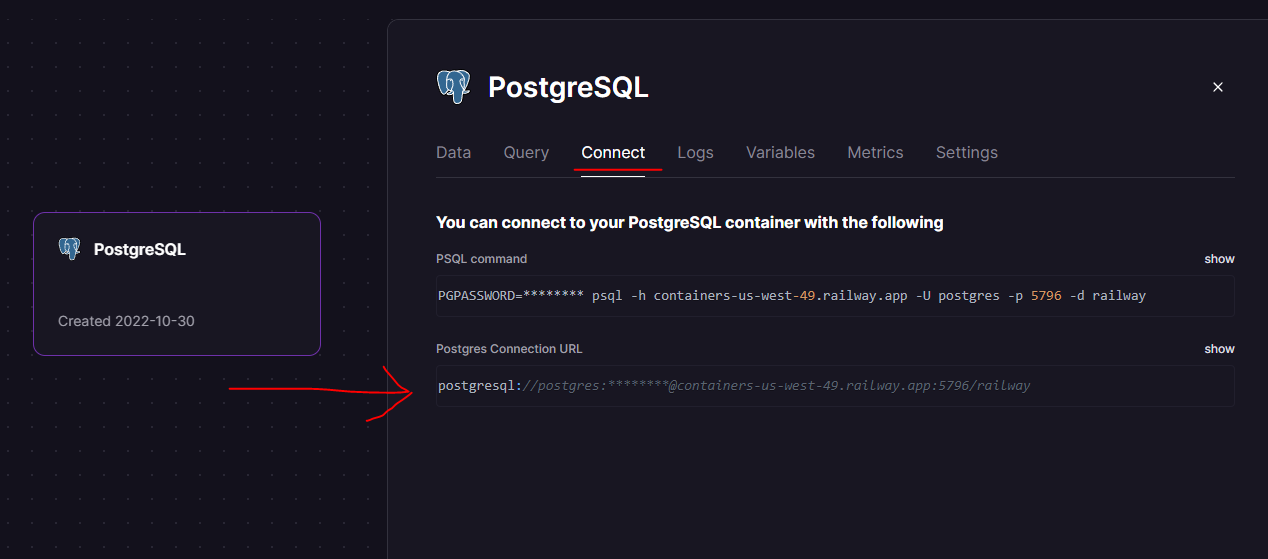 PostgreSQL
Data Query Connect Logs Variables Metrics Settings
PostgreSQL
Created 2022-10-30
You can connect to your PostgreSQL container with the following
PSQL command show
PGPASSWORD=******** psql -h containers-us-west-49.railway.app -U postgres -p 5796 -d railway
Postgres Connection URL show
postgresql://postgres:********@containers-us-west-49.railway.app:5796/railway